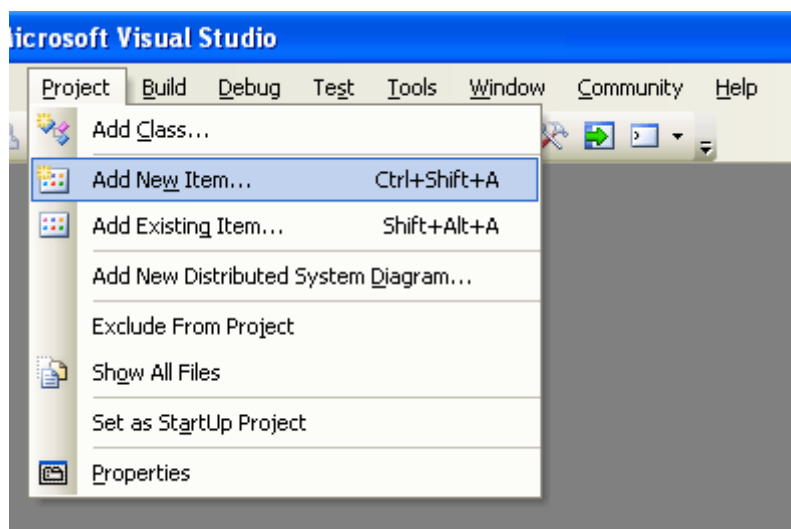 icrosoft Visual Studio
Project Build Debug Test Tools Window Community Help
Add Class...
Add New Item... Ctrl+Shift+A
Add Existing Item... Shift+Alt+A
Add New Distributed System Diagram...
Exclude From Project
Show All Files
Set as StartUp Project
Properties